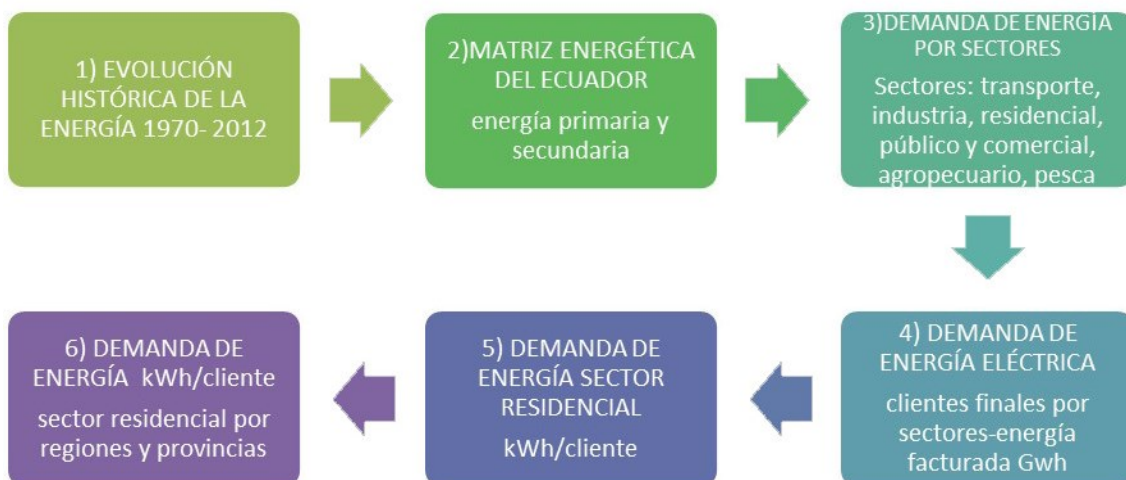 1) EVOLUCIÓN
HISTÓRICA DE LA
ENERGÍA 1970- 2012
2)MATRIZ ENERGÉTICA
DEL ECUADOR
energía primaria y
secundaria
3)DEMANDA DE ENERGÍA
POR SECTORES
Sectores: transporte,
industria, residencial,
público y comercial,
agropecuario, pesca
4) DEMANDA DE
ENERGÍA ELÉCTRICA
clientes finales por
sectores-energía
facturada Gwh
5) DEMANDA DE
ENERGÍA SECTOR
RESIDENCIAL
kWh/cliente
6) DEMANDA DE
ENERGÍA kWh/cliente
sector residencial por
regiones y provincias